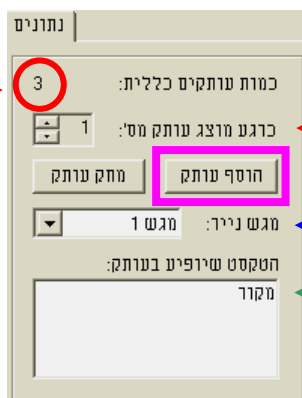 נתונים
כמות עותקים כללית: 3
כרגע מוצג עותק מס': 1
הוסף עותק מחק עותק
מגש נייר: מגש 1
הטקסט שיופיע בעותק:
מקור